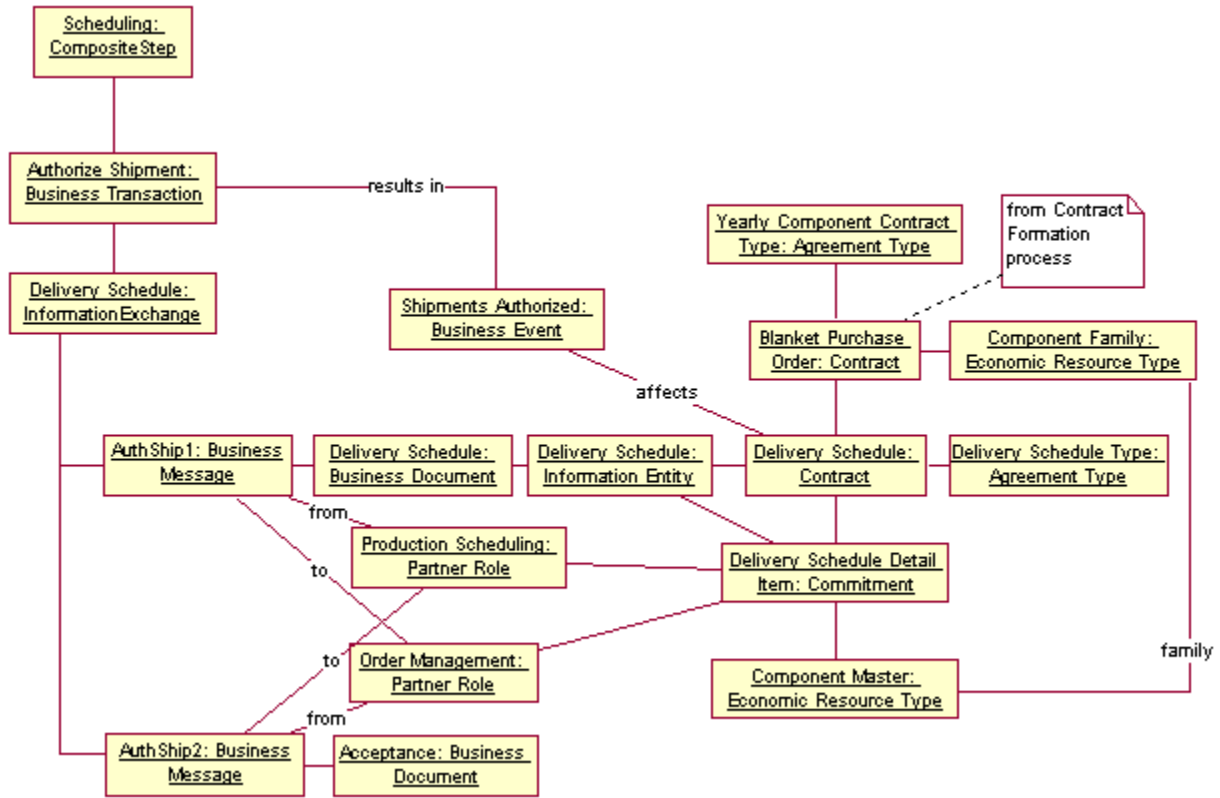 Scheduling:
CompositeStep
Authorize Shipment:
Business Transaction
results in
Yearly Component Contract
Type: Agreement Type
from Contract
Formation
process
Delivery Schedule:
InformationExchange
Shipments Authorized:
Business Event
Blanket Purchase
Order: Contract
Component Family:
Economic Resource Type
affects
AuthShip1: Business
Message
Delivery Schedule:
Business Document
Delivery Schedule:
Information Entity
Delivery Schedule:
Contract
Delivery Schedule Type:
Agreement Type
from
Production Scheduling:
Partner Role
Delivery Schedule Detail
Item: Commitment
to
to
Order Management:
Partner Role
family
Component Master:
Economic Resource Type
from
AuthShip2: Business
Message
Acceptance: Business
Document